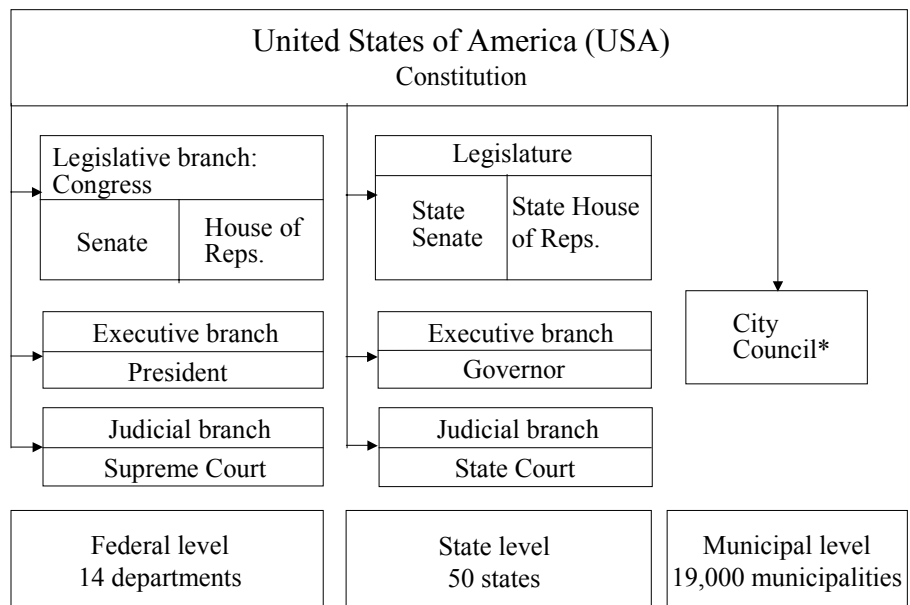 United States of America (USA)
Constitution
Legislative branch:
Congress
Senate
House of
Reps.
Executive branch
President
Judicial branch
Supreme Court
Federal level
14 departments
Legislature
State
Senate
State House
of Reps.
Executive branch
Governor
Judicial branch
State Court
State level
50 states
City
Council*
Municipal level
19,000 municipalities